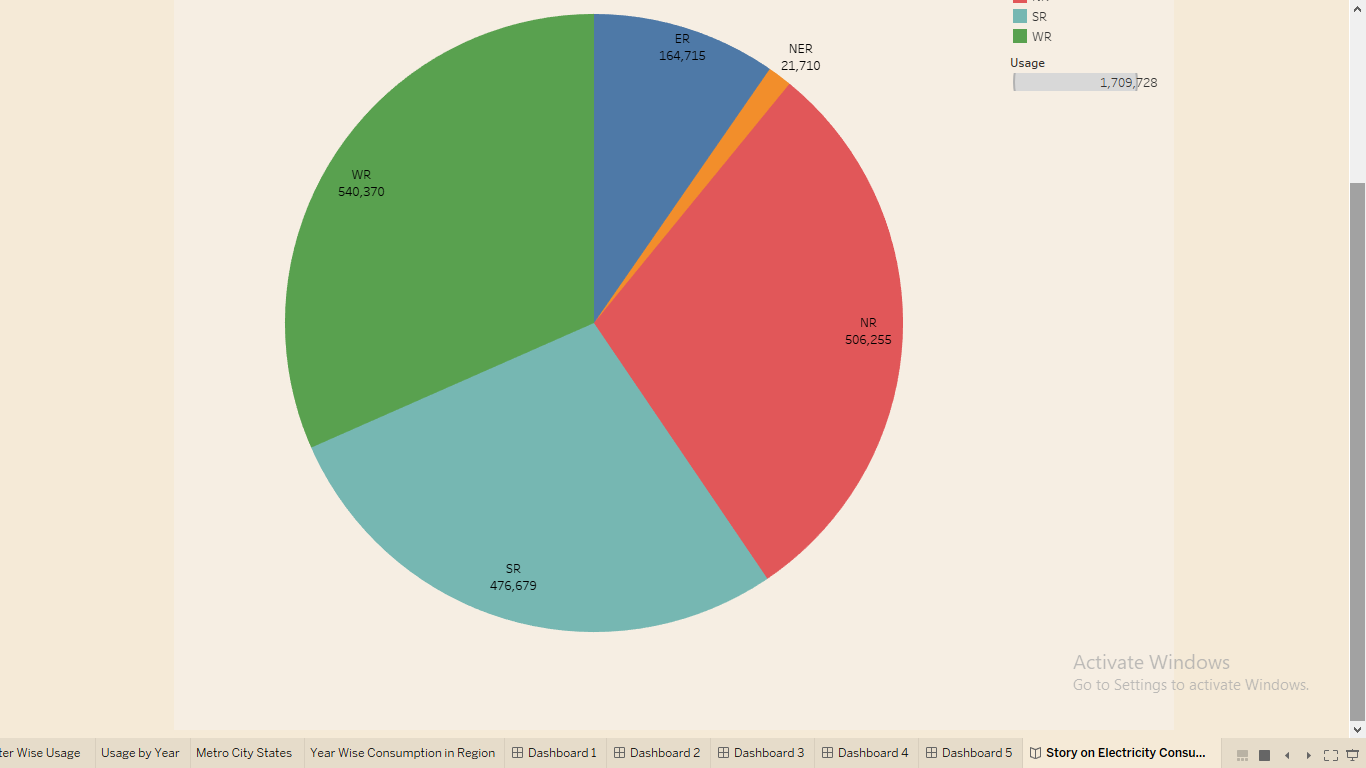 ER
164,715
NER
21,710
WR
540,370
NR
506,255
SR
476,679
SR
WR
Usage
1,709,728
Activate Windows
Go to Settings to activate Windows.
ter Wise Usage
Usage by Year
Metro City States
Year Wise Consumption in Region
Dashboard 1
Dashboard 2
Dashboard 3
Dashboard 4
Dashboard 5
Story on Electricity Consu...